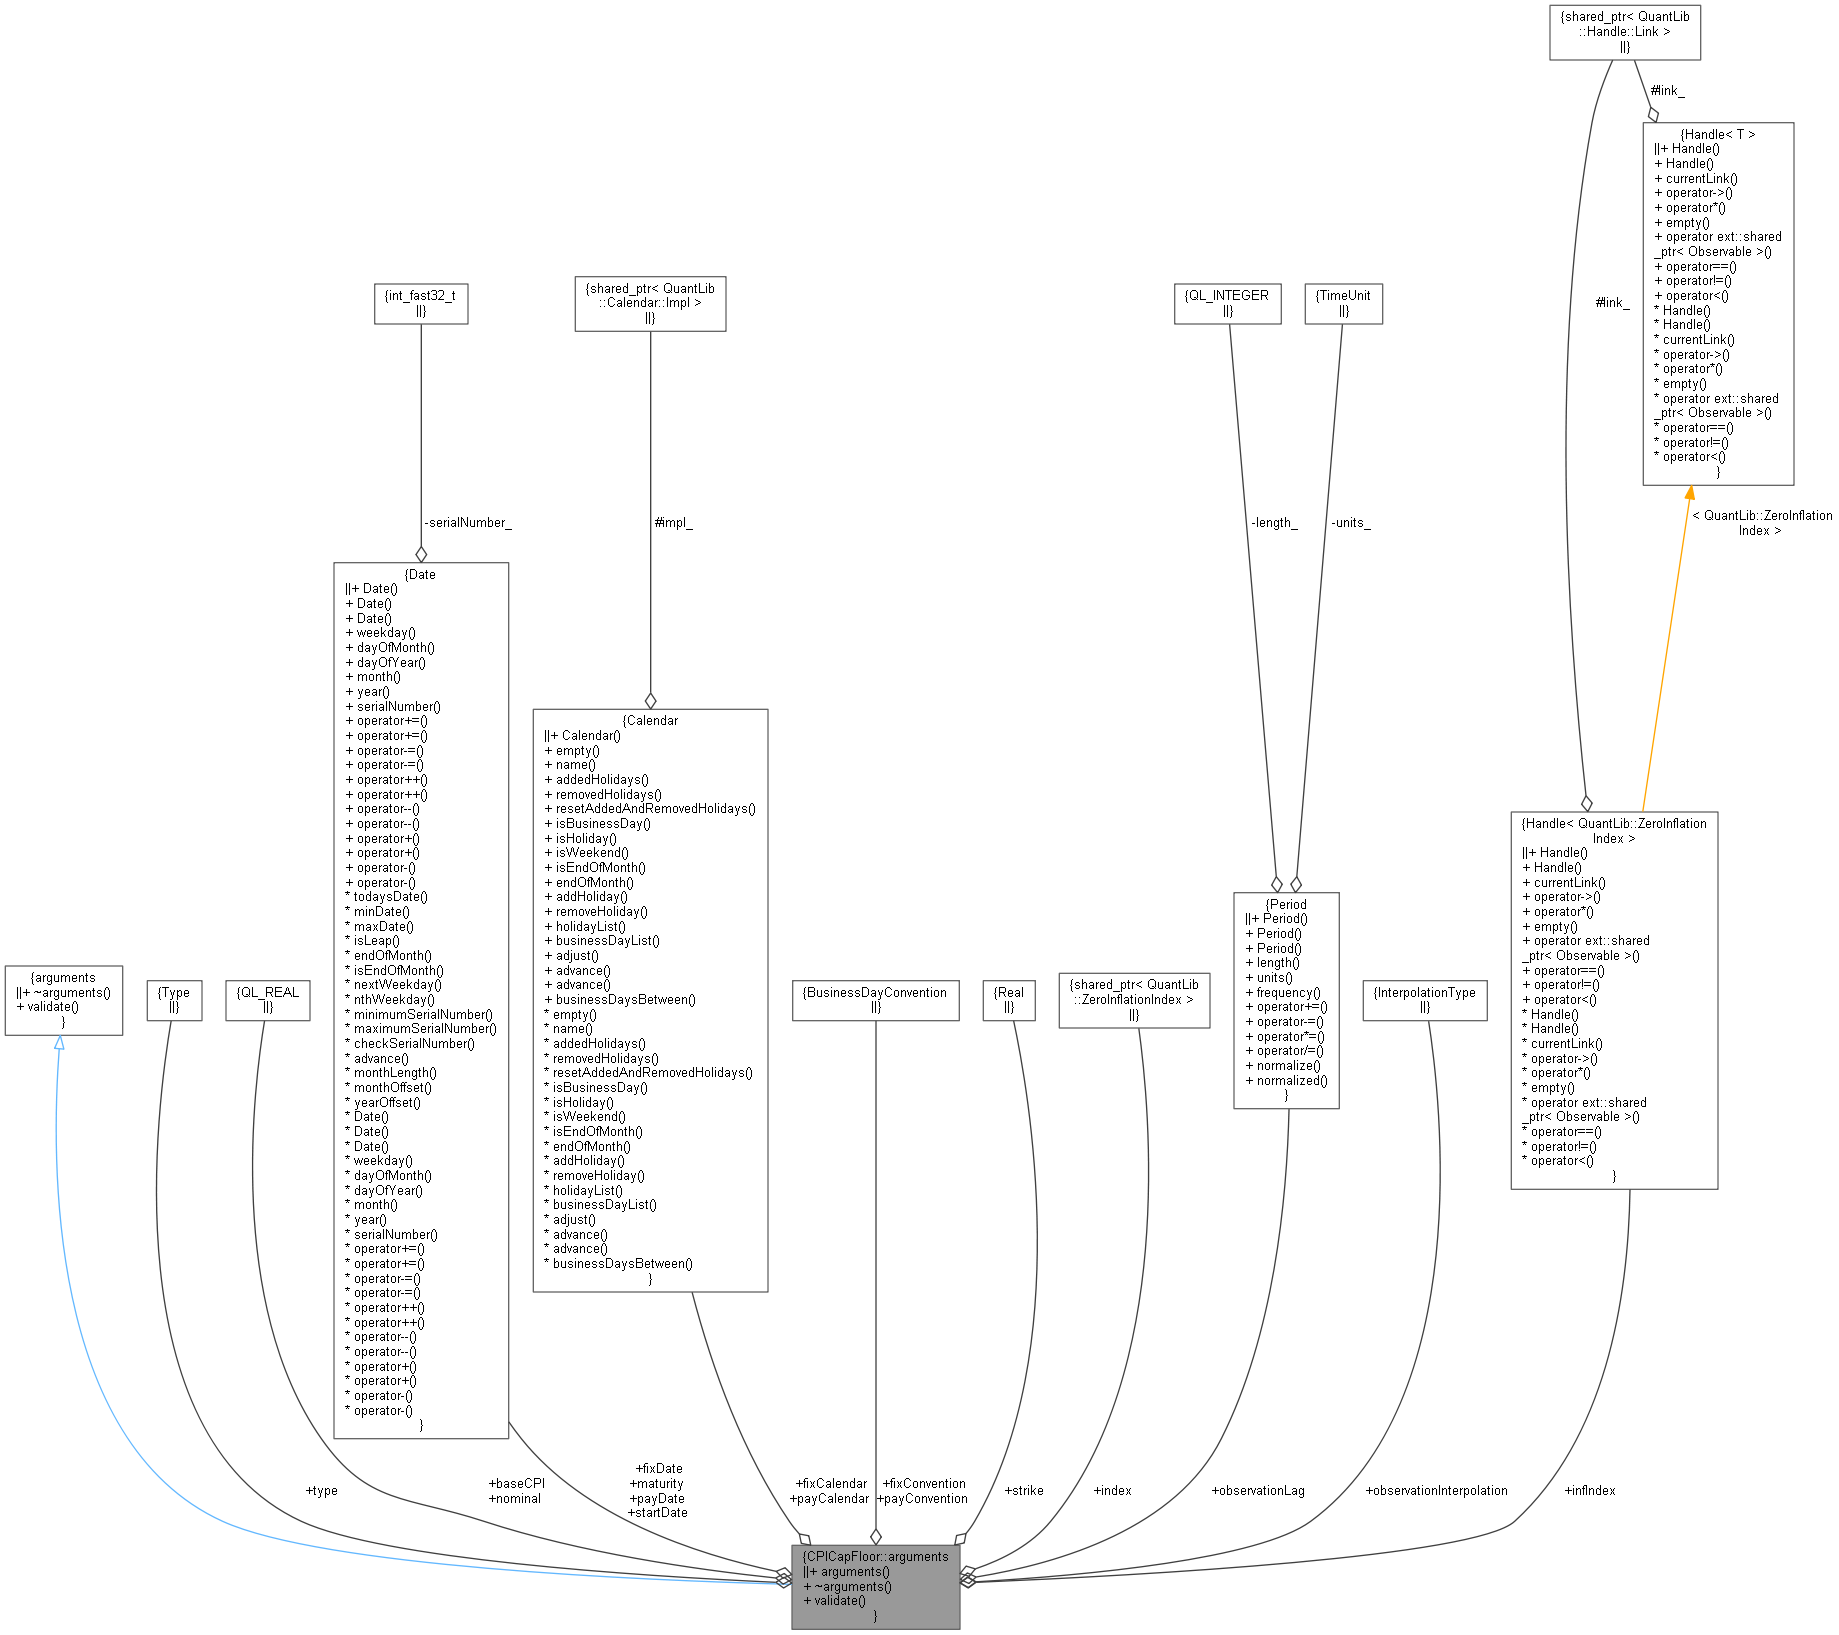 {shared_ptr< QuantLib
::Handle::Link >
||}
#link_
{Handle< T >
||+ Handle()
+ Handle()
+ currentLink()
+ operator->()
+ operator*()
+ empty()
+ operator ext::shared
_ptr< Observable >()
+ operator==()
+ operator!=()
+ operator<()
* Handle()
* Handle()
* currentLink()
* operator->()
* operator*()
* empty()
* operator ext::shared
_ptr< Observable >()
* operator==()
* operator!=()
* operator<()
}
#link_
{int_fast32_t
||}
{shared_ptr< QuantLib
::Calendar::Impl >
||}
{QL_INTEGER
||}
{TimeUnit
||}
-serialNumber_
#impl_
-length_
-units_
< QuantLib::ZeroInflation
Index >
{Date
||+ Date()
+ Date()
+ Date()
+ weekday()
+ dayOfMonth()
+ dayOfYear()
+ month()
+ year()
+ serialNumber()
+ operator+=()
+ operator+=()
+ operator-=()
+ operator-=()
+ operator++()
+ operator++()
+ operator--()
+ operator--()
+ operator+()
+ operator+()
+ operator-()
+ operator-()
* todaysDate()
* minDate()
* maxDate()
* isLeap()
* endOfMonth()
* isEndOfMonth()
* nextWeekday()
* nthWeekday()
* minimumSerialNumber()
* maximumSerialNumber()
* checkSerialNumber()
* advance()
* monthLength()
* monthOffset()
* yearOffset()
* Date()
* Date()
* Date()
* weekday()
* dayOfMonth()
* dayOfYear()
* month()
* year()
* serialNumber()
* operator+=()
* operator+=()
* operator-=()
* operator-=()
* operator++()
* operator++()
* operator--()
* operator--()
* operator+()
* operator+()
* operator-()
* operator-()
}
{Calendar
||+ Calendar()
+ empty()
+ name()
+ addedHolidays()
+ removedHolidays()
+ resetAddedAndRemovedHolidays()
+ isBusinessDay()
+ isHoliday()
+ isWeekend()
+ isEndOfMonth()
+ endOfMonth()
+ addHoliday()
+ removeHoliday()
+ holidayList()
+ businessDayList()
+ adjust()
+ advance()
+ advance()
+ businessDaysBetween()
* empty()
* name()
* addedHolidays()
* removedHolidays()
* resetAddedAndRemovedHolidays()
* isBusinessDay()
* isHoliday()
* isWeekend()
* isEndOfMonth()
* endOfMonth()
* addHoliday()
* removeHoliday()
* holidayList()
* businessDayList()
* adjust()
* advance()
* advance()
* businessDaysBetween()
}
{Period
||+ Period()
+ Period()
+ Period()
+ length()
+ units()
+ frequency()
+ operator+=()
+ operator-=()
+ operator*=()
+ operator/=()
+ normalize()
+ normalized()
}
{Handle< QuantLib::ZeroInflation
Index >
||+ Handle()
+ Handle()
+ currentLink()
+ operator->()
+ operator*()
+ empty()
+ operator ext::shared
_ptr< Observable >()
+ operator==()
+ operator!=()
+ operator<()
* Handle()
* Handle()
* currentLink()
* operator->()
* operator*()
* empty()
* operator ext::shared
_ptr< Observable >()
* operator==()
* operator!=()
* operator<()
}
{arguments
||+ ~arguments()
+ validate()
}
{Type
||}
{QL_REAL
||}
{BusinessDayConvention
||}
{Real
||}
{shared_ptr< QuantLib
::ZeroInflationIndex >
||}
{InterpolationType
||}
+type
+baseCPI
+nominal
+fixDate
+maturity
+payDate
+startDate
+fixCalendar
+payCalendar
+fixConvention
+payConvention
+strike
+index
+observationLag
+observationInterpolation
+infIndex
{CPICapFloor::arguments
||+ arguments()
+ ~arguments()
+ validate()
}